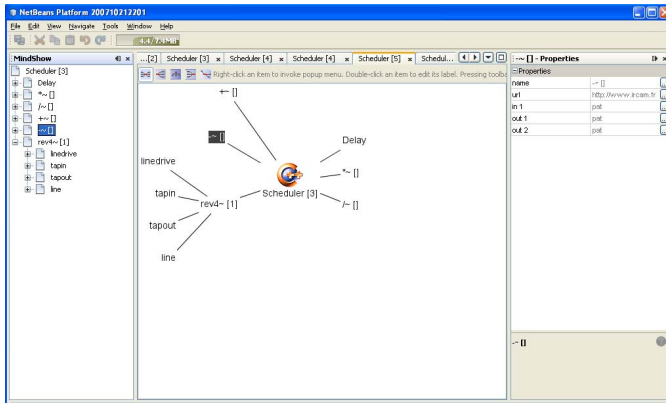 NetBeans Platform 200710212201
File Edit View Navigate Tools Window Help
4.4/7.4MB
MindShow
Scheduler [3]
Delay
*~ []
/~ []
+~ []
-~ []
rev4~ [1]
linedrive
tapin
tapout
line
...[2] Scheduler [3] Scheduler [4] Scheduler [4] Scheduler [5] Schedul...
Right-click an item to invoke popup menu. Double-click an item to edit its label. Pressing toolb
+~ []
-~ []
Delay
linedrive
*~ []
tapin
Scheduler [3]
rev4~ [1]
/~ []
tapout
line
-~ [] - Properties
Properties
name -~ []
url http://www.ircam.fr
in 1 pat
out 1 pat
out 2 pat
-~ []